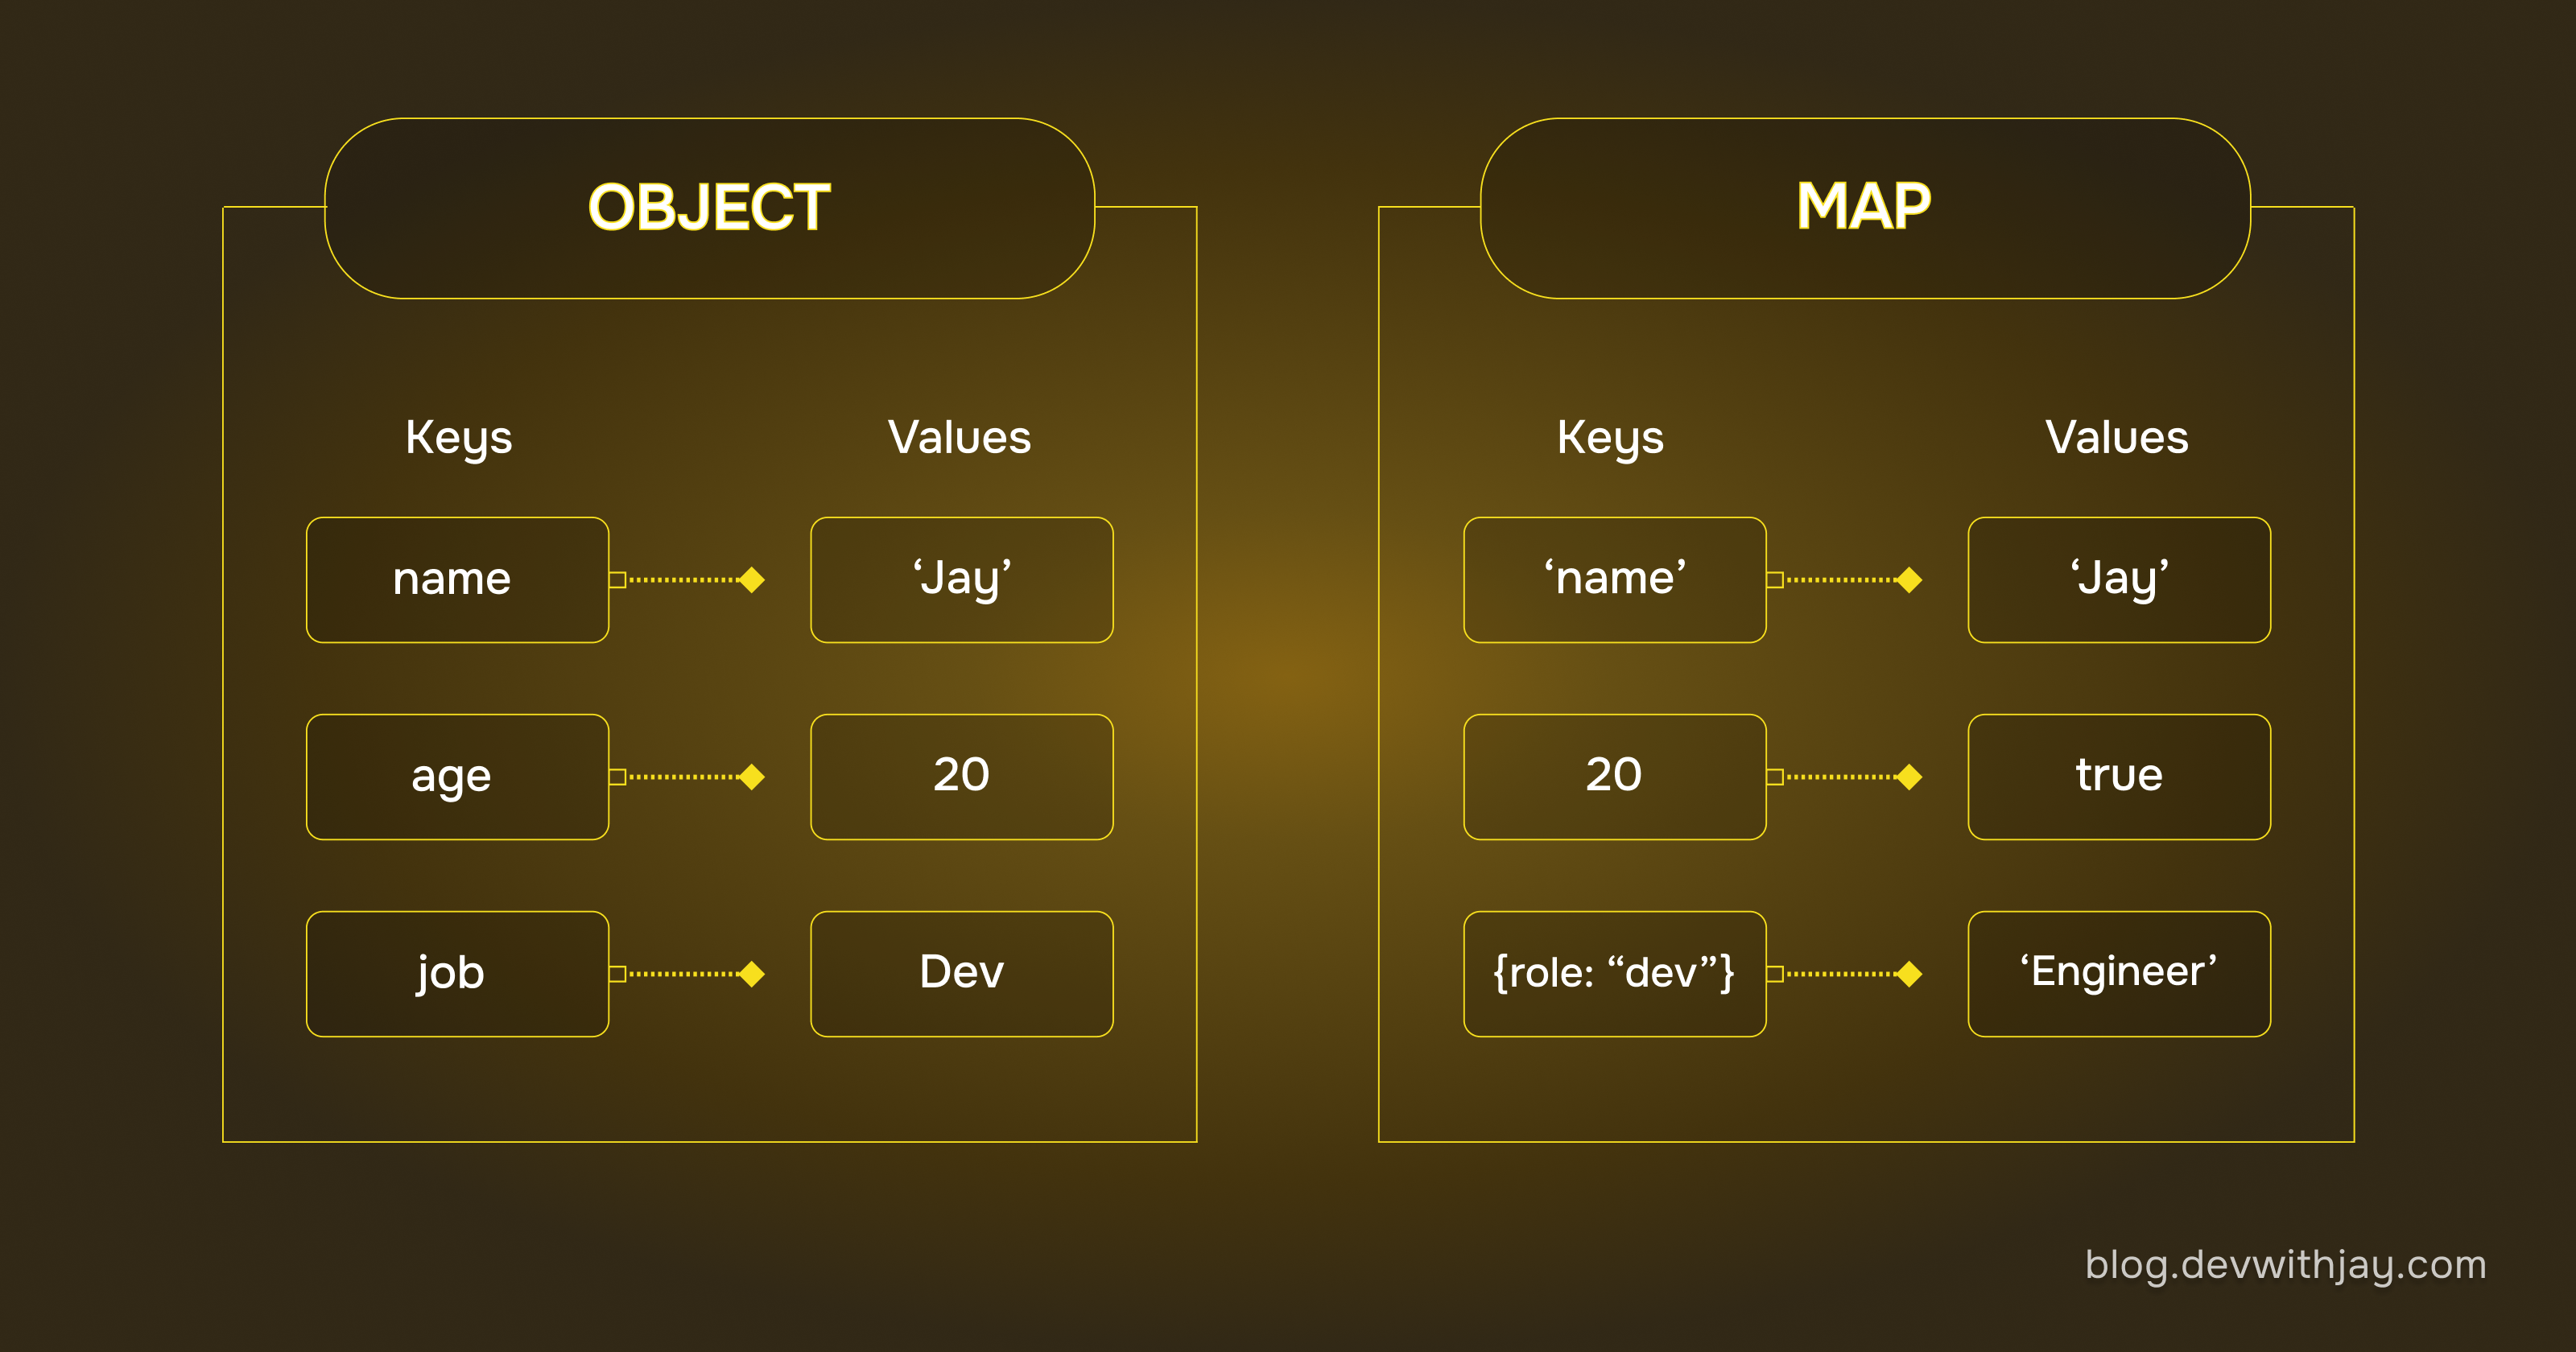 OBJECT
Keys Values
name ‘Jay’
age 20
job Dev
MAP
Keys Values
‘name’ ‘Jay’
20 true
{role: “dev”} ‘Engineer’
blog.devwithjay.com